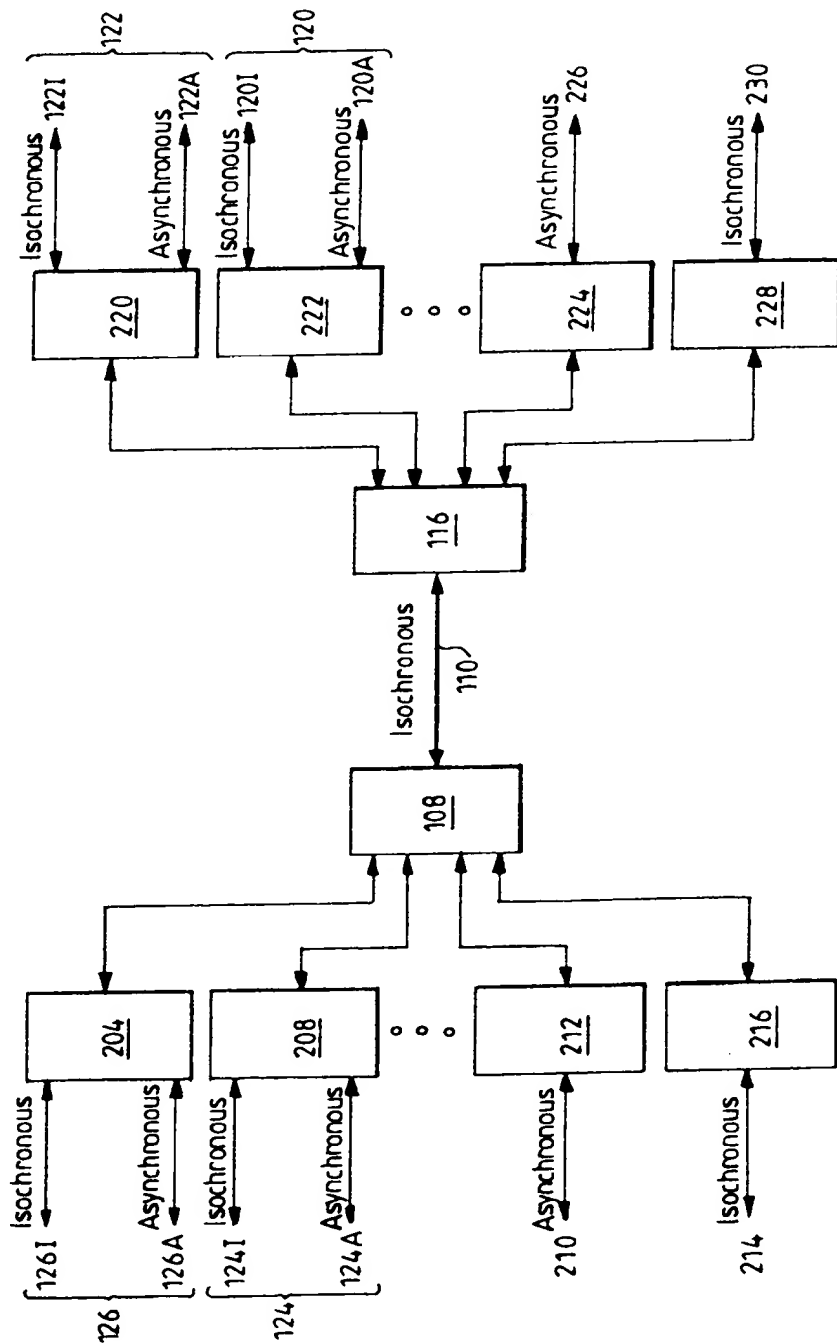 122
Isochronous 122I
Asynchronous 122A
220
120
Isochronous 120I
Asynchronous 120A
222
Asynchronous 226
224
Isochronous 230
228
116
Isochronous
110
108
204
Isochronous
126I
Asynchronous
126A
126
208
Isochronous
124I
Asynchronous
124A
124
212
Asynchronous
210
216
Isochronous
214